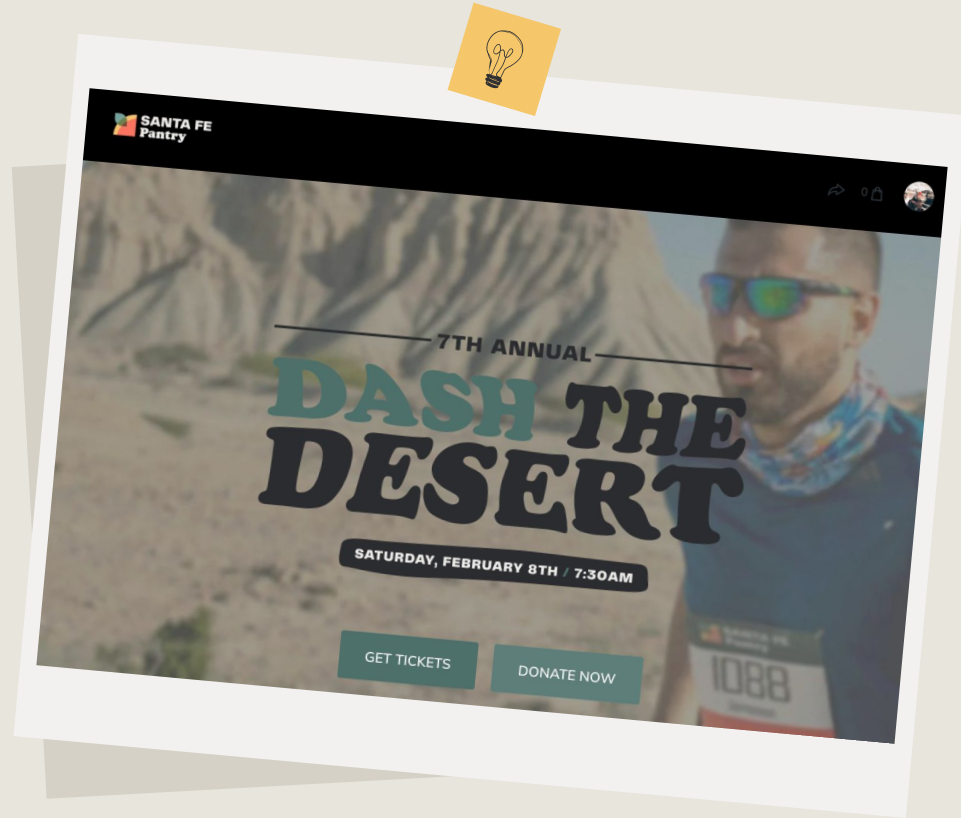 SANTA FE
Pantry
0
7TH ANNUAL
DASH THE
DESERT
SATURDAY, FEBRUARY 8TH / 7:30AM
GET TICKETS
DONATE NOW
SANTA FE
Pantry
1088